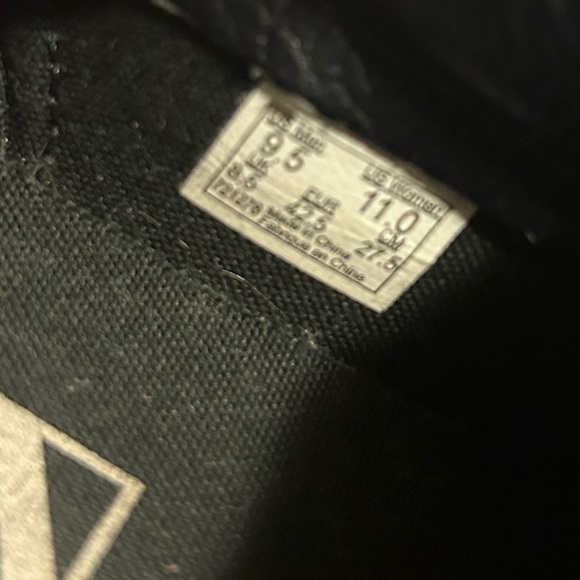 US Men US Women
9.5 11.0
UK EUR CM
8.5 42.5 27.5
721278 Made in China
Fabriqué en Chine